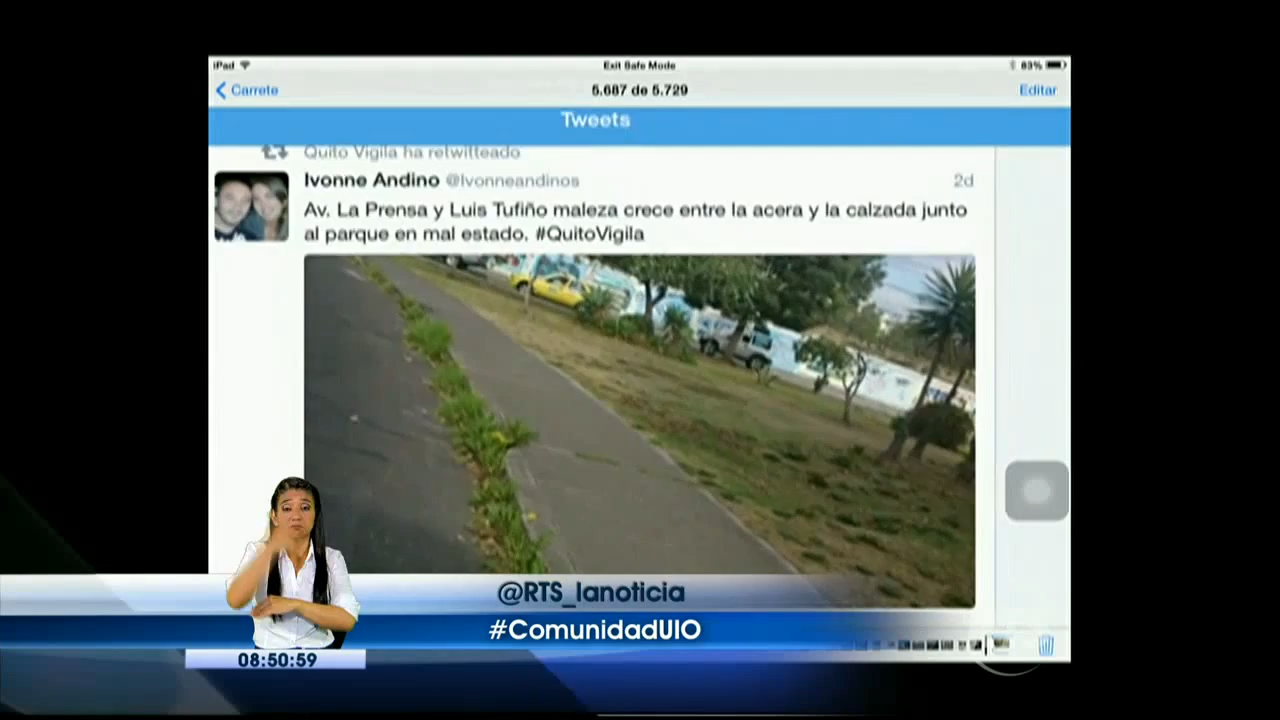 iPad
Exit Safe Mode
83%
Carrete
5.687 de 5.729
Editar
Tweets
Quito Vigila ha retwitteado
Ivonne Andino @Ivonneandinos
2d
Av. La Prensa y Luis Tufiño maleza crece entre la acera y la calzada junto
al parque en mal estado. #QuitoVigila
@RTS_lanoticia
#ComunidadUIO
08:50:59